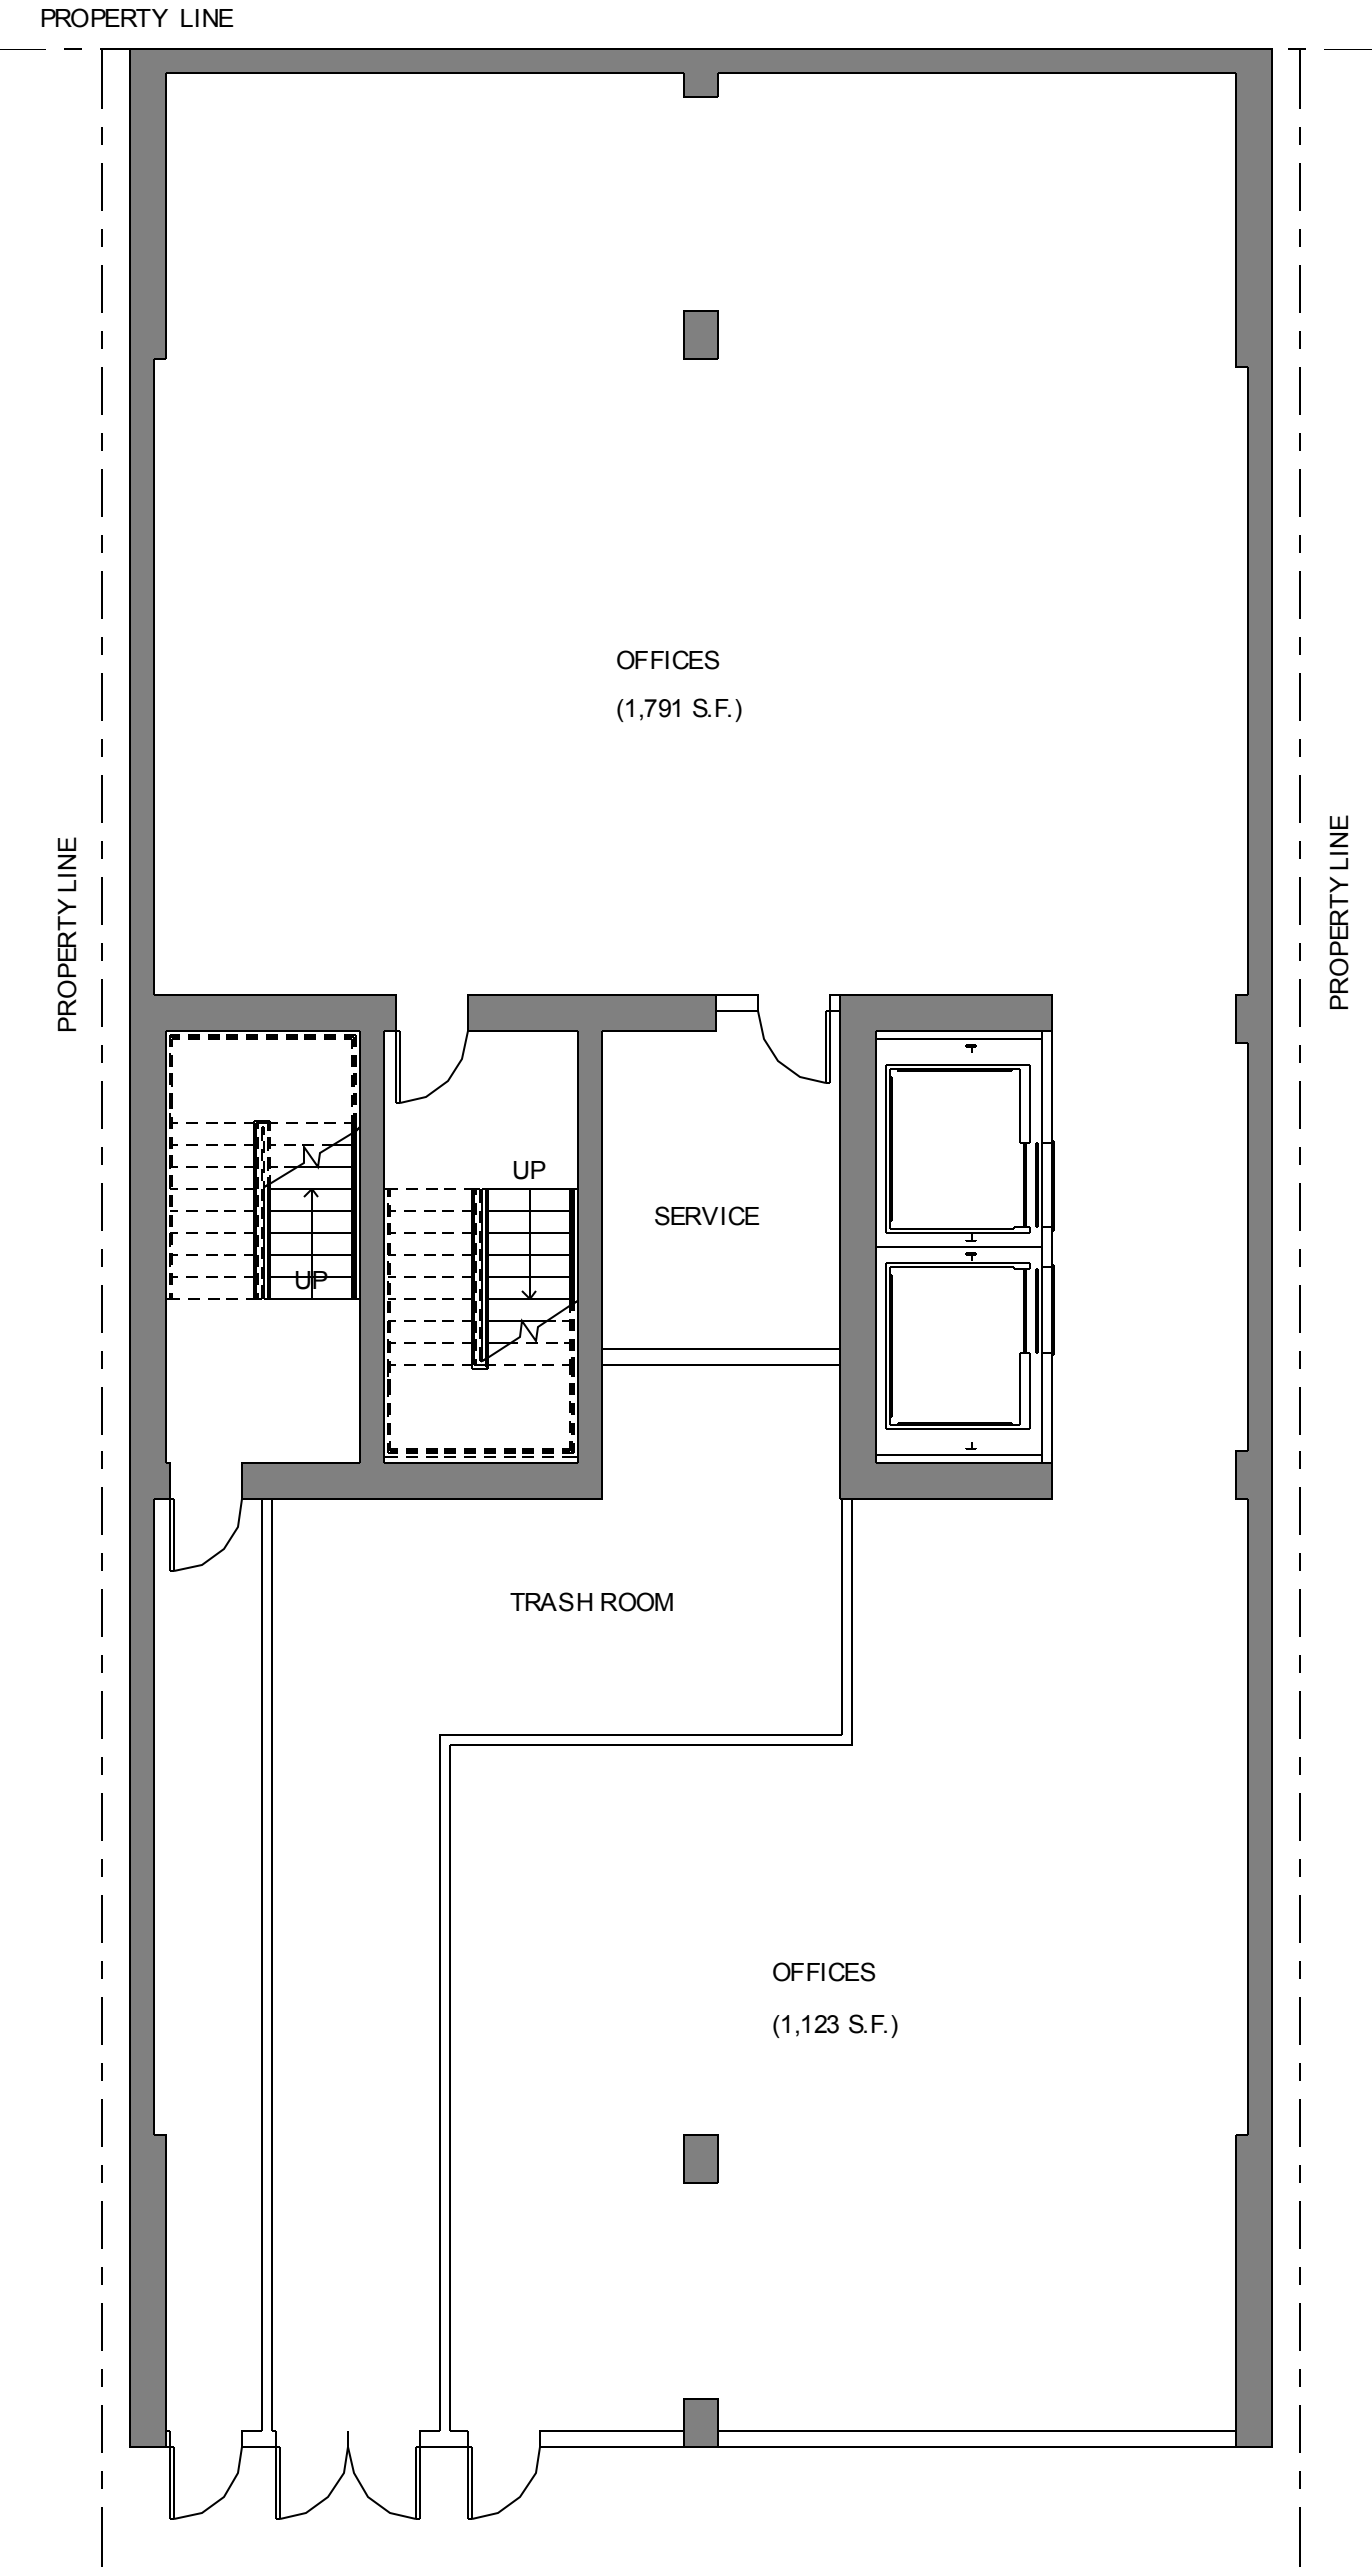 PROPERTY LINE
OFFICES
(1,791 S.F.)
PROPERTY LINE
PROPERTY LINE
UP
SERVICE
UP
TRASH ROOM
OFFICES
(1,123 S.F.)